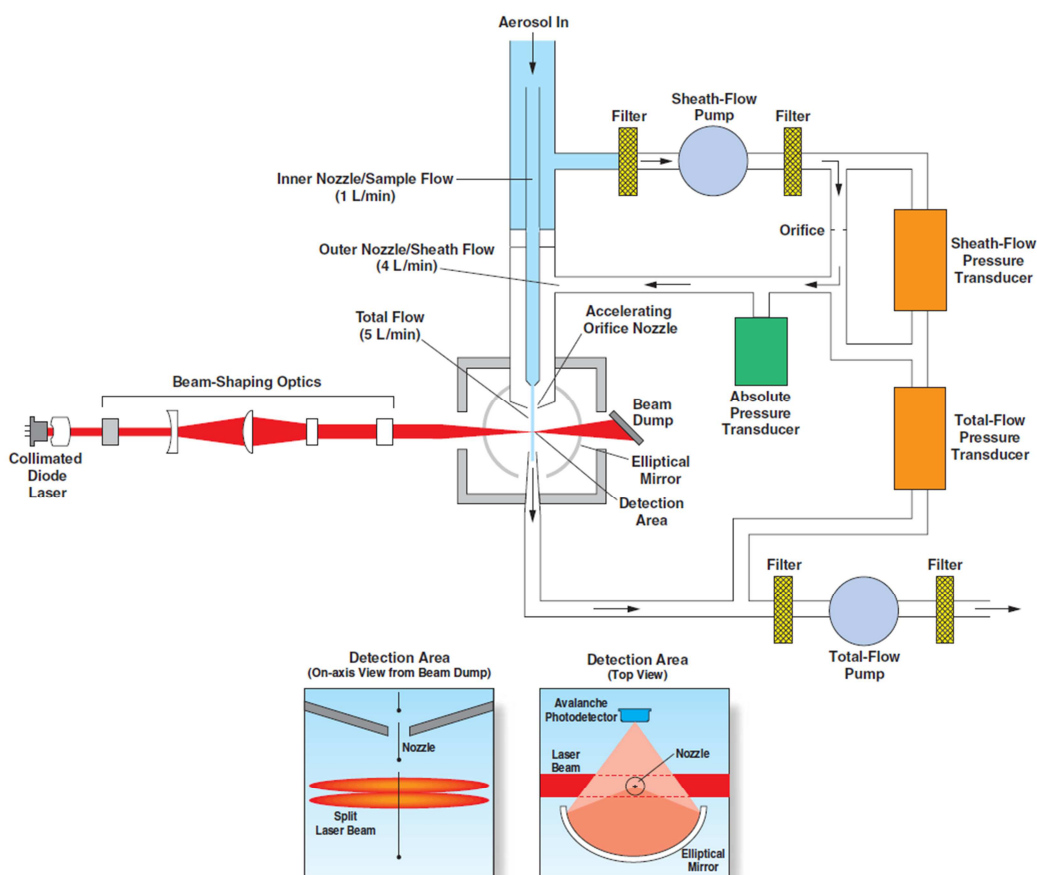 Aerosol In
Sheath-Flow
Pump
Filter
Filter
Inner Nozzle/Sample Flow
(1 L/min)
Orifice
Outer Nozzle/Sheath Flow
(4 L/min)
Sheath-Flow
Pressure
Transducer
Total Flow
(5 L/min)
Accelerating
Orifice Nozzle
Beam-Shaping Optics
Beam
Dump
Absolute
Pressure
Transducer
Total-Flow
Pressure
Transducer
Collimated
Diode
Laser
Elliptical
Mirror
Detection
Area
Filter
Filter
Total-Flow
Pump
Detection Area
(On-axis View from Beam Dump)
Nozzle
Split
Laser Beam
Detection Area
(Top View)
Avalanche
Photodetector
Laser
Beam
Nozzle
Elliptical
Mirror